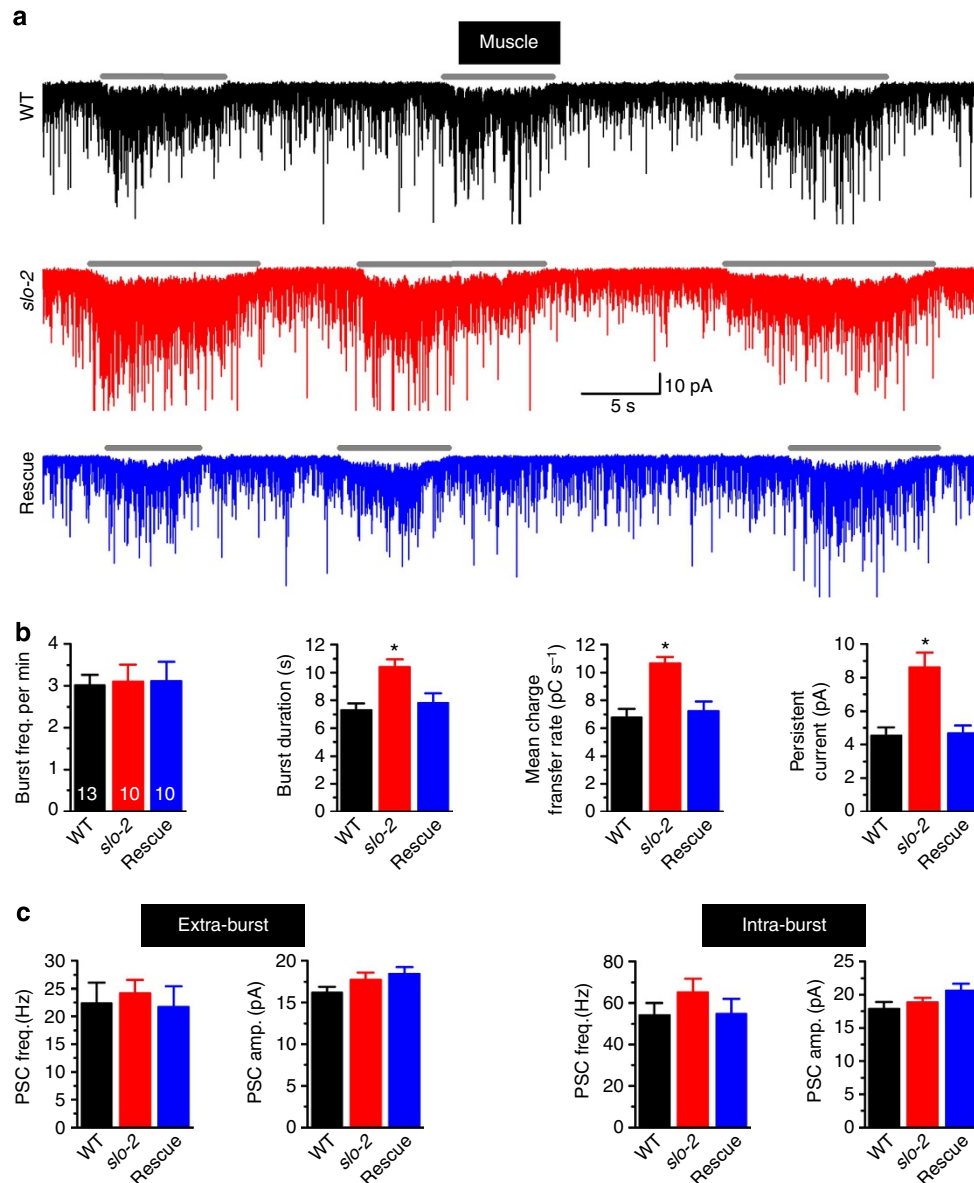 a
Muscle
WT
slo-2
10 pA
5 s
Rescue
b
Burst freq. per min
4
3
2
1
0
13
10
10
WT
slo-2
Rescue
Burst duration (s)
12
10
8
6
4
2
0
WT
slo-2
Rescue
*
Mean charge
transfer rate (pC s⁻¹)
12
10
8
6
4
2
0
WT
slo-2
Rescue
*
Persistent
current (pA)
10
8
6
4
2
0
WT
slo-2
Rescue
*
c
Extra-burst
PSC freq.(Hz)
30
25
20
15
10
5
0
WT
slo-2
Rescue
PSC amp. (pA)
20
15
10
5
0
WT
slo-2
Rescue
Intra-burst
PSC freq.(Hz)
80
60
40
20
0
WT
slo-2
Rescue
PSC amp. (pA)
25
20
15
10
5
0
WT
slo-2
Rescue